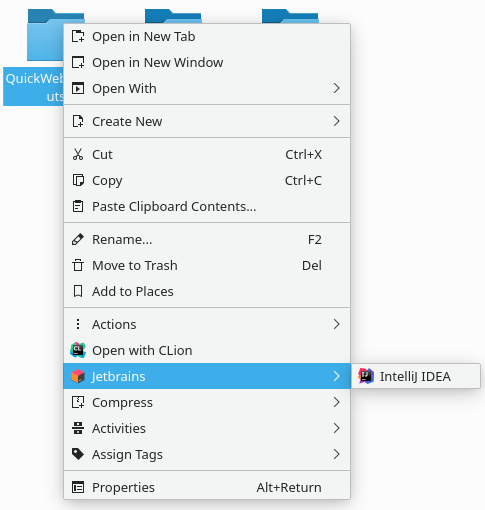 QuickWeb
uts
Open in New Tab
Open in New Window
Open With
Create New
Cut Ctrl+X
Copy Ctrl+C
Paste Clipboard Contents...
Rename... F2
Move to Trash Del
Add to Places
Actions
Open with CLion
Jetbrains IntelliJ IDEA
Compress
Activities
Assign Tags
Properties Alt+Return